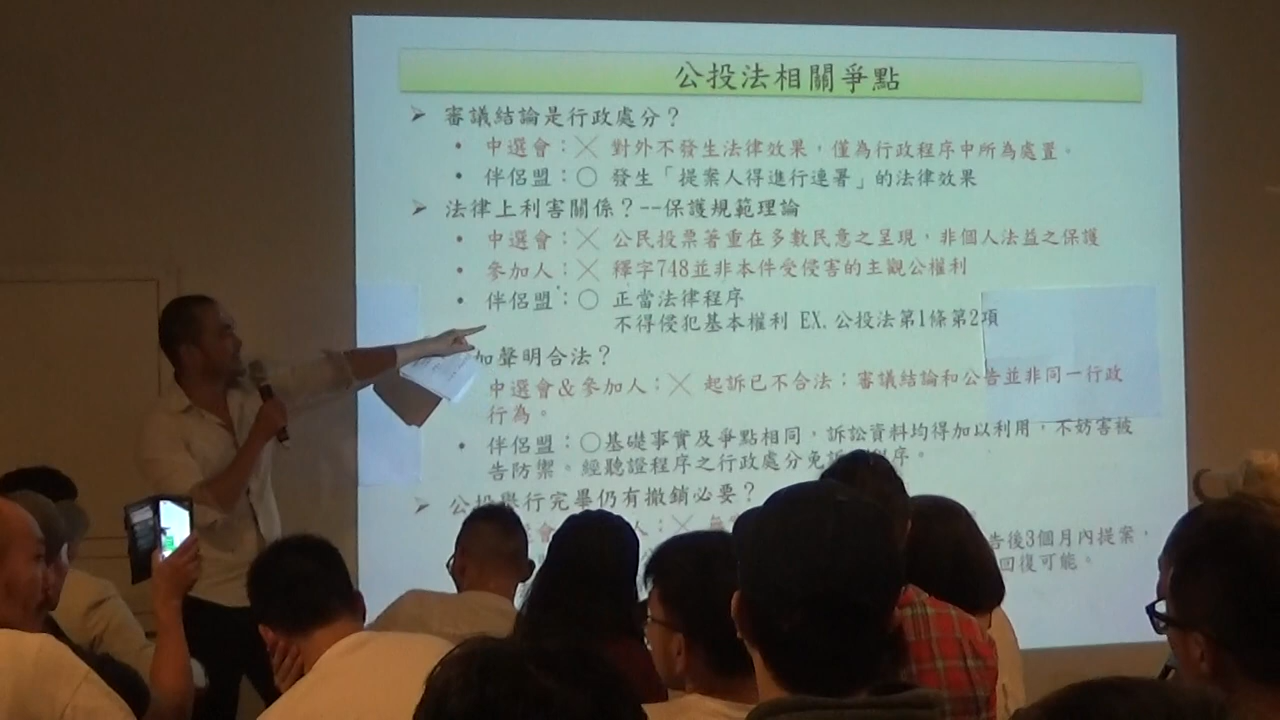 公投法相關爭點
➢ 審議結論是行政處分？
• 中選會：╳ 對外不發生法律效果，僅為行政程序中所為處置。
• 伴侶盟：○ 發生「提案人得進行連署」的法律效果
➢ 法律上利害關係？--保護規範理論
• 中選會：╳ 公民投票著重在多數民意之呈現，非個人法益之保護
• 參加人：╳ 釋字748並非本件受侵害的主觀公權利
• 伴侶盟：○ 正當法律程序
不得侵犯基本權利 EX.公投法第1條第2項
加聲明合法？
中選會&參加人：╳ 起訴已不合法；審議結論和公告並非同一行政
行為。
• 伴侶盟：○基礎事實及爭點相同，訴訟資料均得加以利用，不妨害被
告防禦。經聽證程序之行政處分免訴 程序。
➢ 公投舉行完畢仍有撤銷必要？
會 人：╳ 告後3個月內提案，
回復可能。